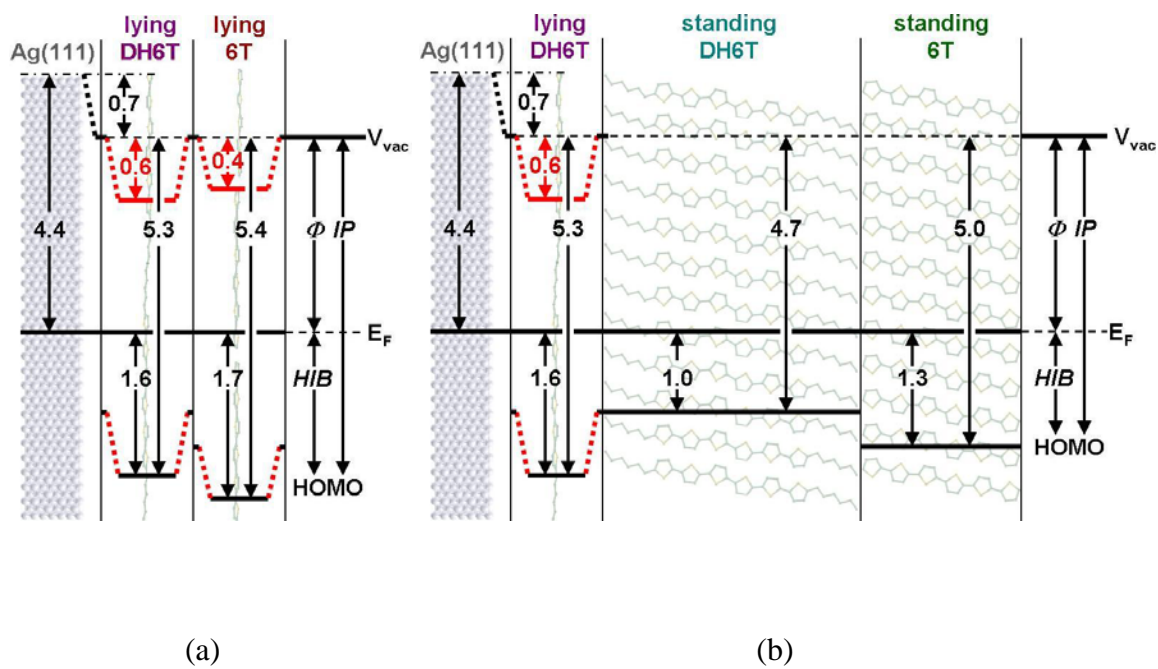 lying
DH6T
lying
6T
Ag(111)
0.7
V_vac
0.6
0.4
4.4
5.3
5.4
Φ IP
E_F
1.6
1.7
HIB
HOMO
(a)
lying
DH6T
standing
DH6T
standing
6T
Ag(111)
0.7
V_vac
0.6
4.4
5.3
4.7
5.0
Φ IP
E_F
1.6
1.0
1.3
HIB
HOMO
(b)